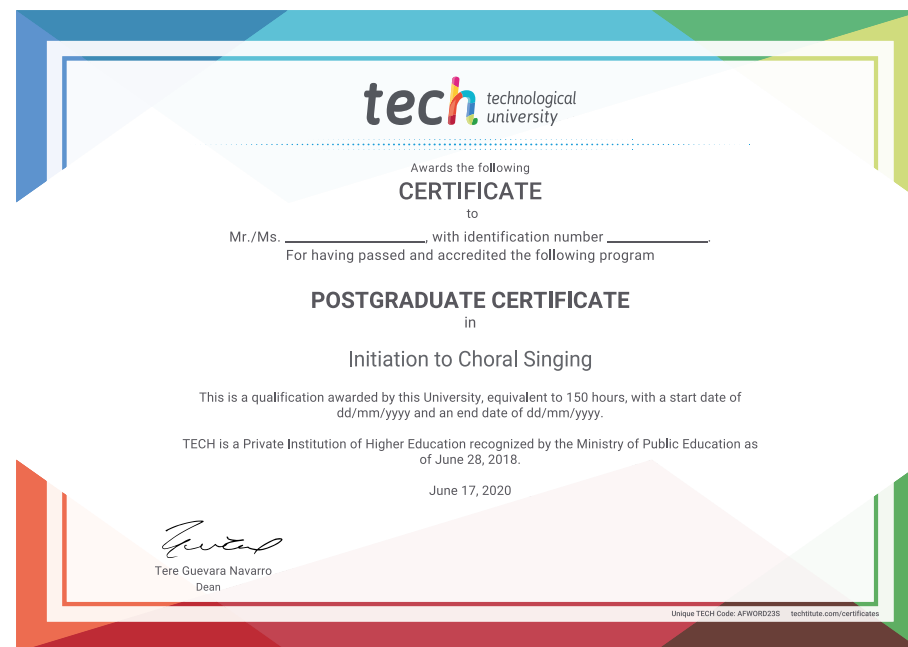 tech technological
university
Awards the following
CERTIFICATE
to
Mr./Ms. ____________________, with identification number ______________.
For having passed and accredited the following program
POSTGRADUATE CERTIFICATE
in
Initiation to Choral Singing
This is a qualification awarded by this University, equivalent to 150 hours, with a start date of
dd/mm/yyyy and an end date of dd/mm/yyyy.
TECH is a Private Institution of Higher Education recognized by the Ministry of Public Education as
of June 28, 2018.
June 17, 2020
Tere Guevara Navarro
Dean
Unique TECH Code: AFWORD23S techtitute.com/certificates